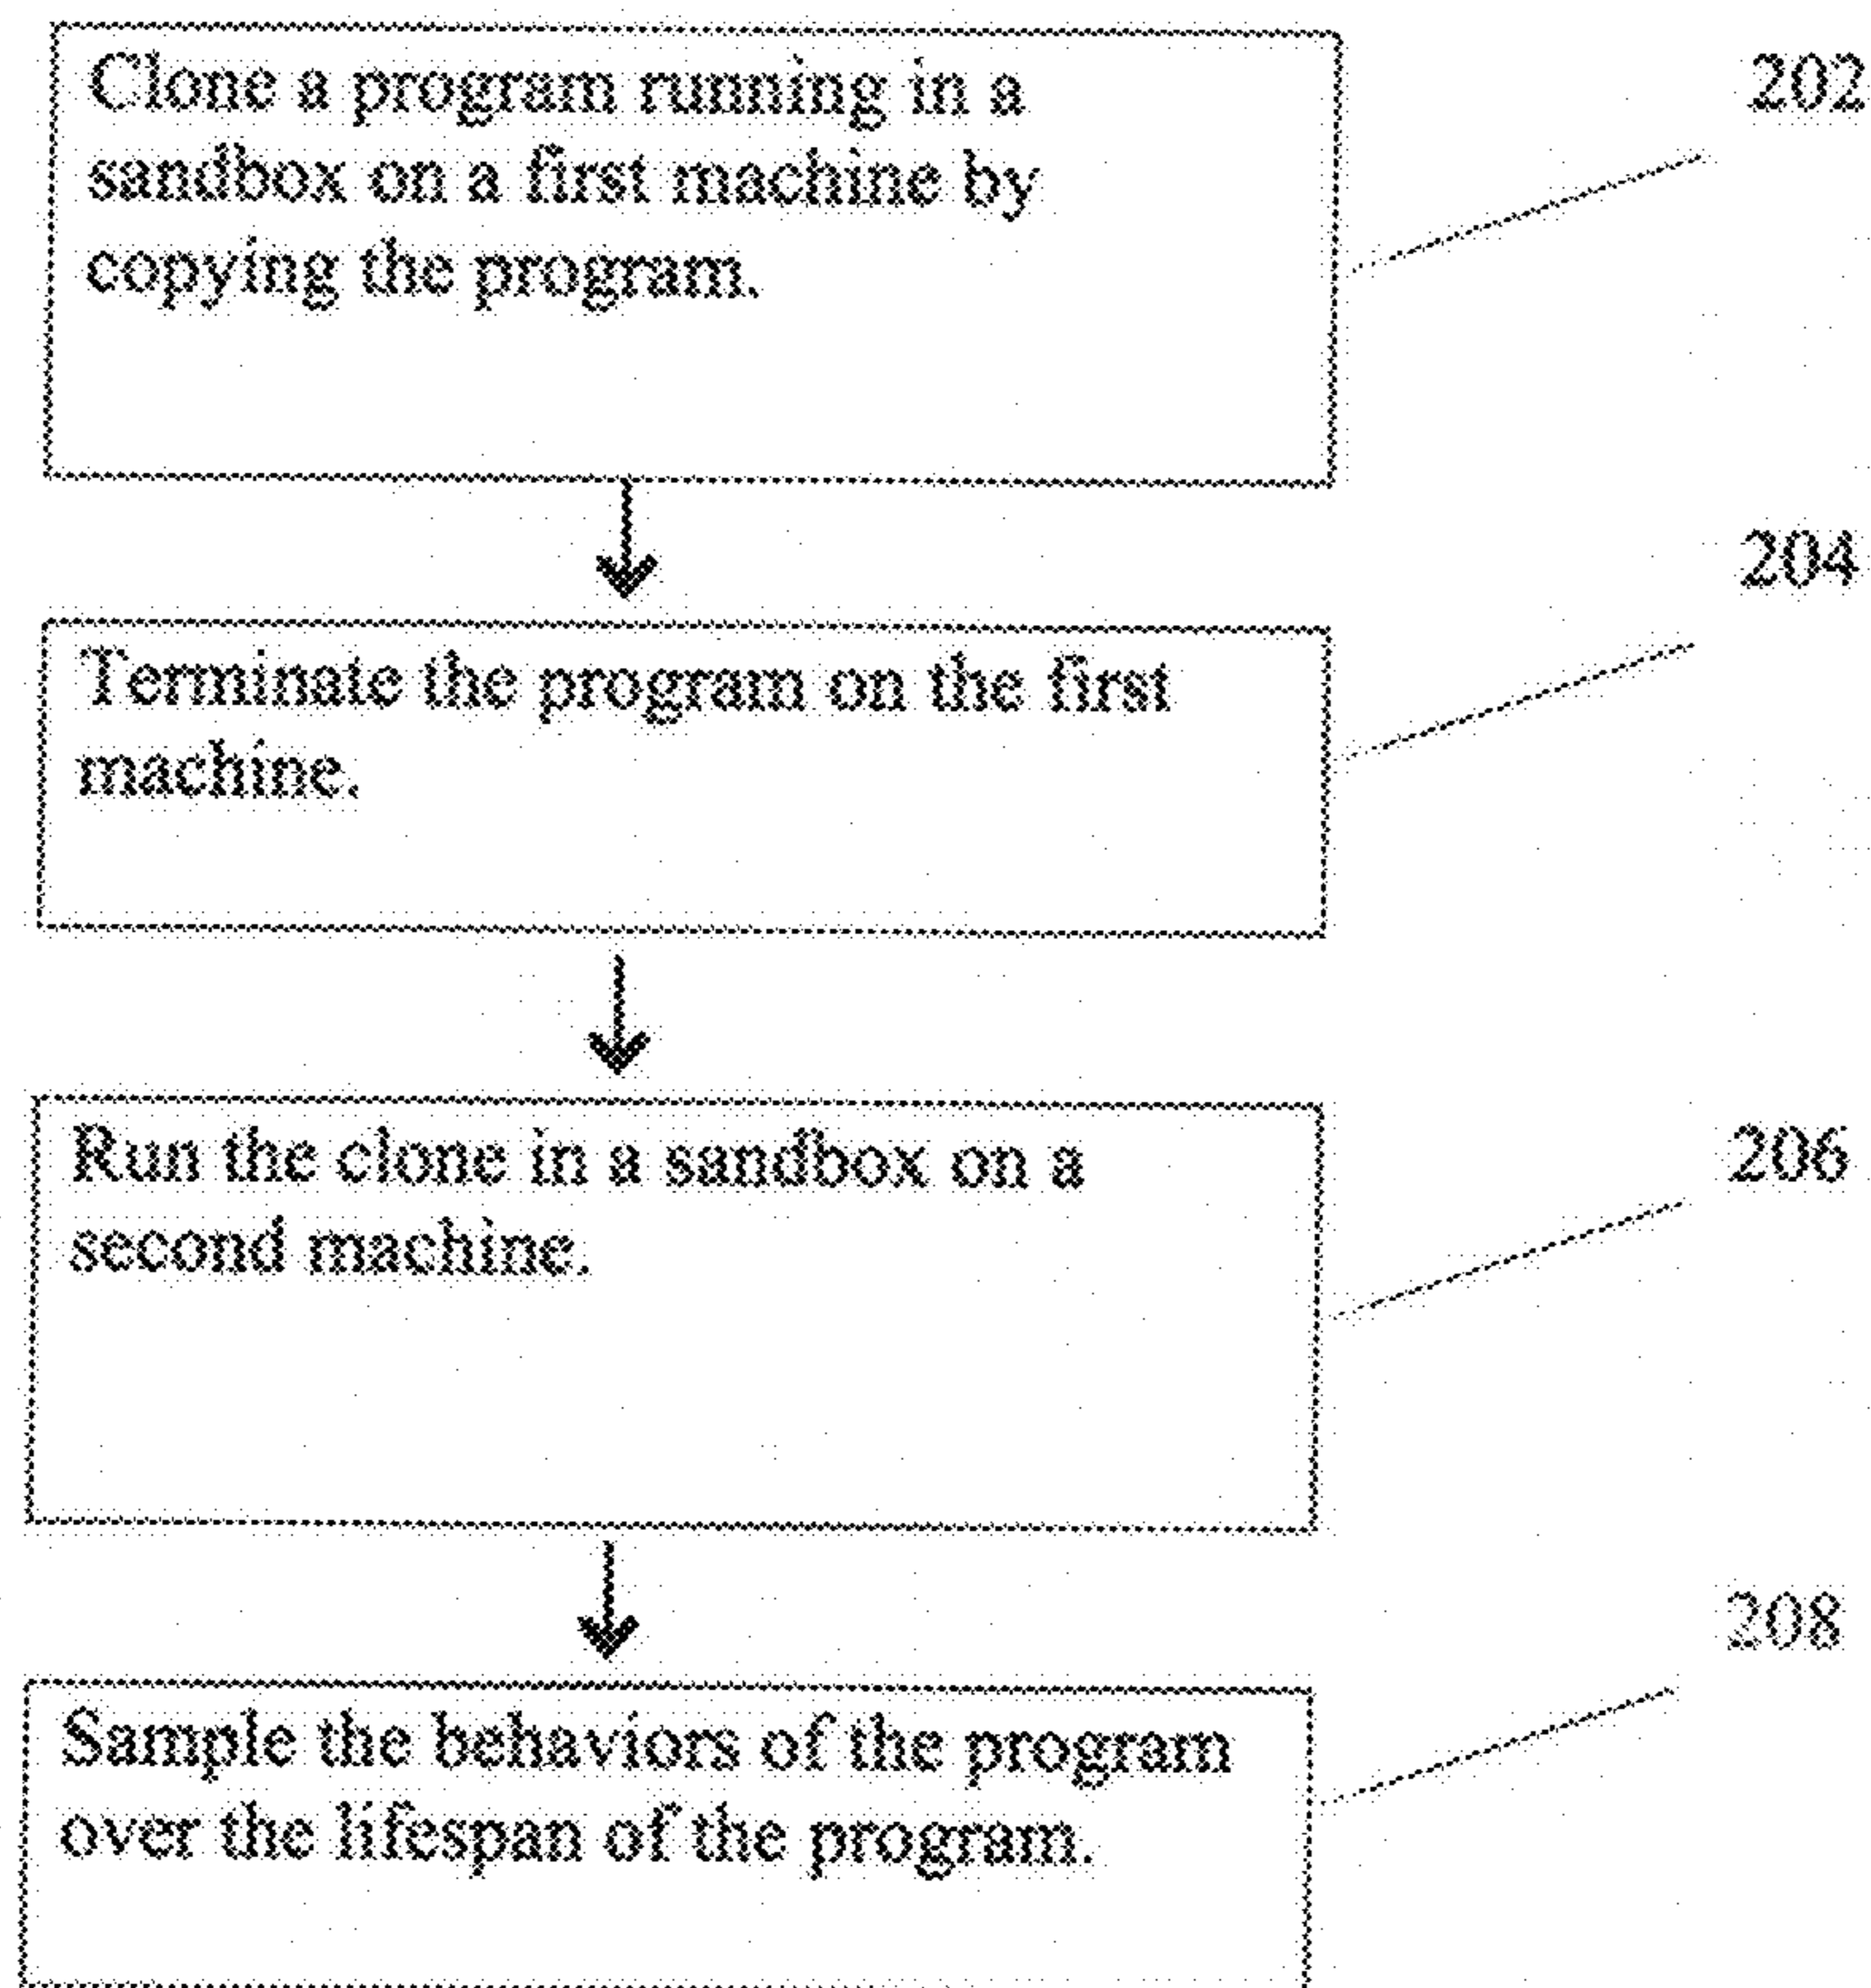 Clone a program running in a
sandbox on a first machine by
copying the program.
202
Terminate the program on the first
machine.
204
Run the clone in a sandbox on a
second machine.
206
Sample the behaviors of the program
over the lifespan of the program.
208